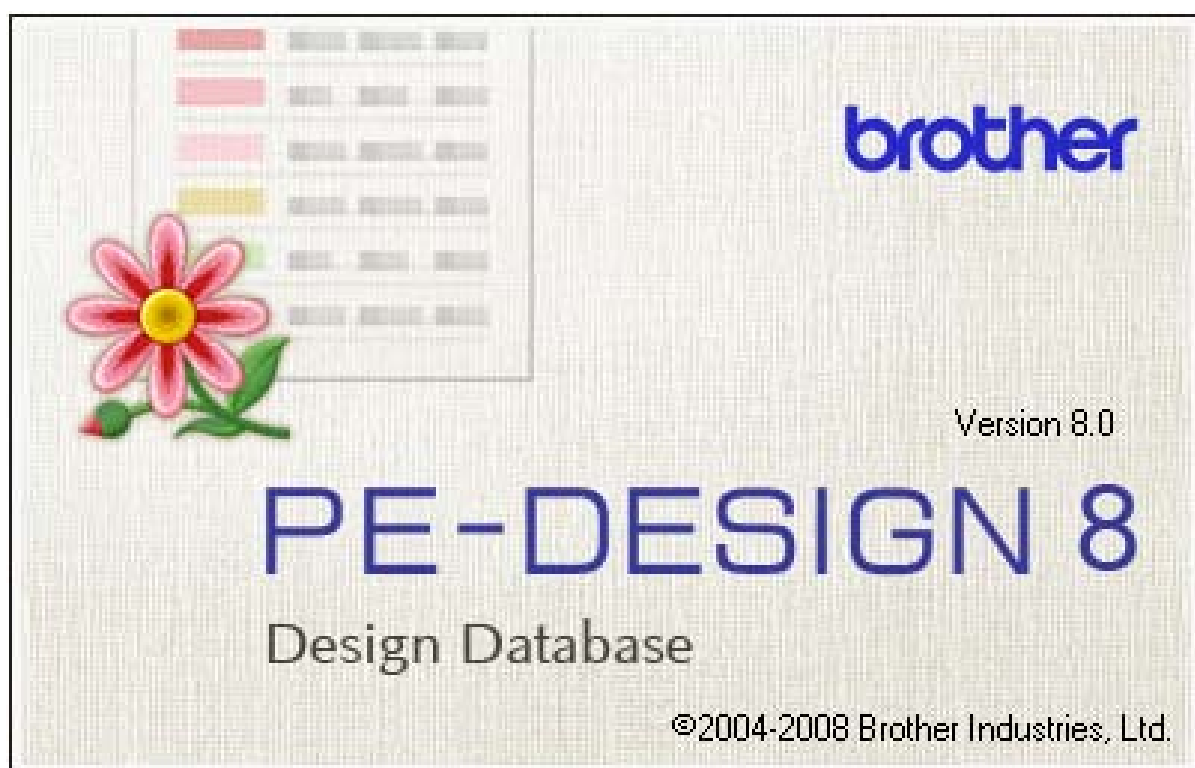 brother
Version 8.0
PE-DESIGN 8
Design Database
©2004-2008 Brother Industries, Ltd.